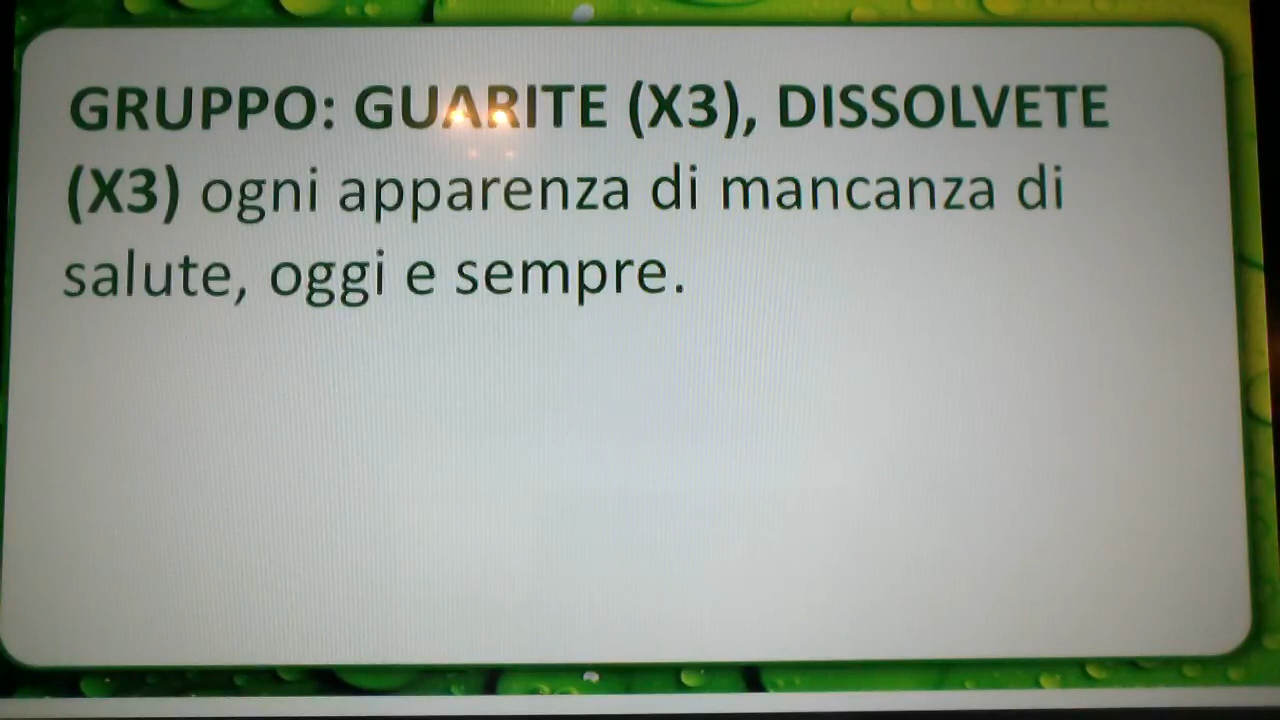 GRUPPO: GUARITE (X3), DISSOLVETE
(X3) ogni apparenza di mancanza di
salute, oggi e sempre.